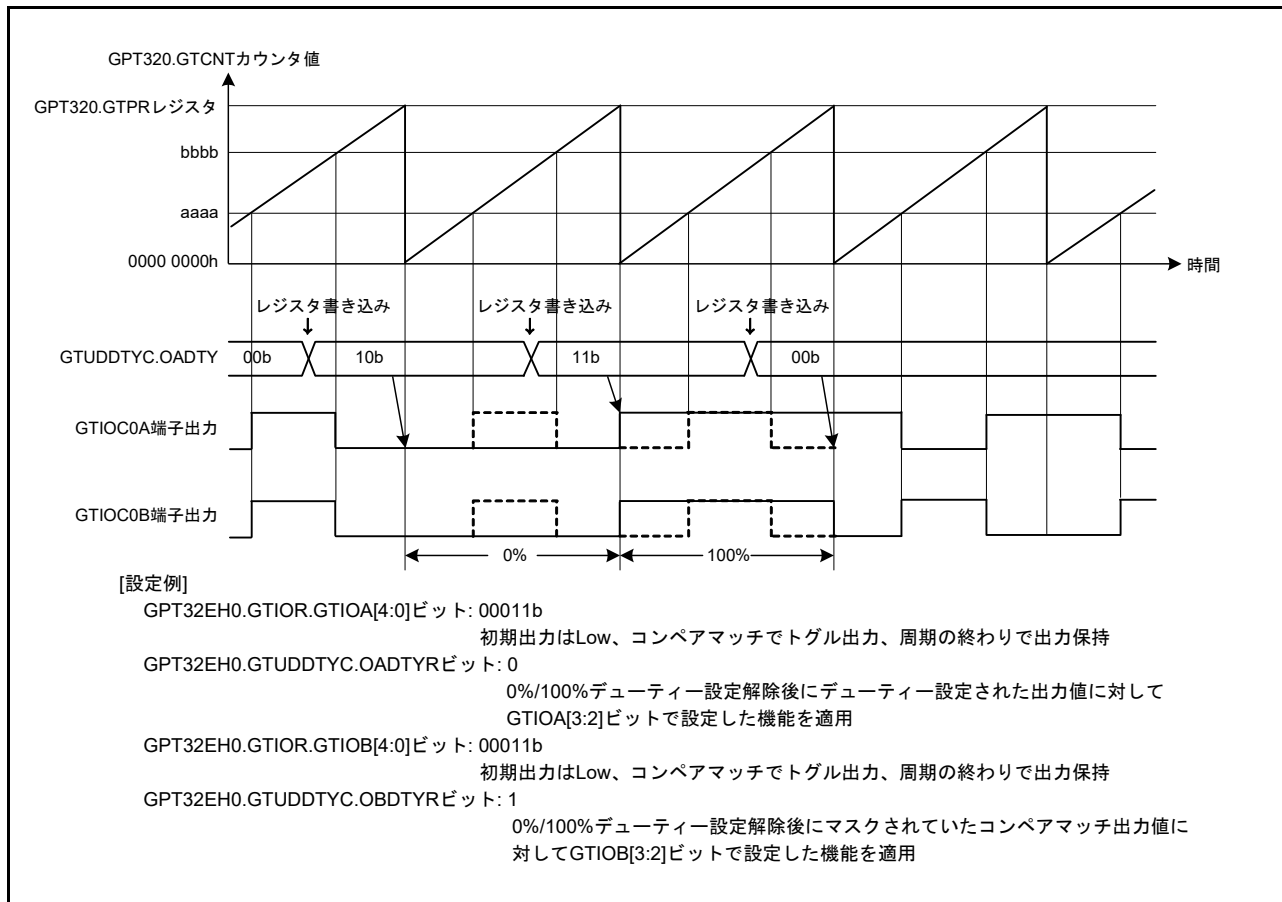 GPT320.GTCNTカウンタ値
GPT320.GTPRレジスタ
bbbb
aaaa
0000 0000h
時間
レジスタ書き込み レジスタ書き込み レジスタ書き込み
GTUDDTYC.OADTY 00b 10b 11b 00b
GTIOC0A端子出力
GTIOC0B端子出力
0% 100%
[設定例]
GPT32EH0.GTIOR.GTIOA[4:0]ビット: 00011b
初期出力はLow、コンペアマッチでトグル出力、周期の終わりで出力保持
GPT32EH0.GTUDDTYC.OADTYRビット: 0
0%/100%デューティー設定解除後にデューティー設定された出力値に対して
GTIOA[3:2]ビットで設定した機能を適用
GPT32EH0.GTIOR.GTIOB[4:0]ビット: 00011b
初期出力はLow、コンペアマッチでトグル出力、周期の終わりで出力保持
GPT32EH0.GTUDDTYC.OBDTYRビット: 1
0%/100%デューティー設定解除後にマスクされていたコンペアマッチ出力値に
対してGTIOB[3:2]ビットで設定した機能を適用